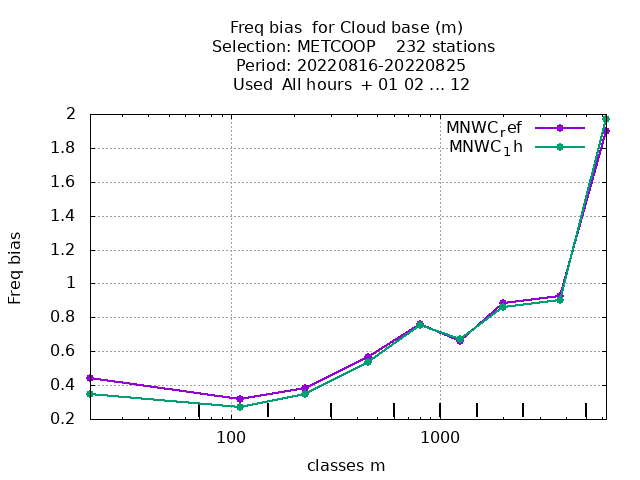 Freq bias  for Cloud base (m)
Selection: METCOOP    232 stations
Period: 20220816-20220825
Used  All hours  + 01 02 ... 12
MNWCref
MNWC1h
2
1.8
1.6
1.4
1.2
1
0.8
0.6
0.4
0.2
Freq bias
100
1000
classes m